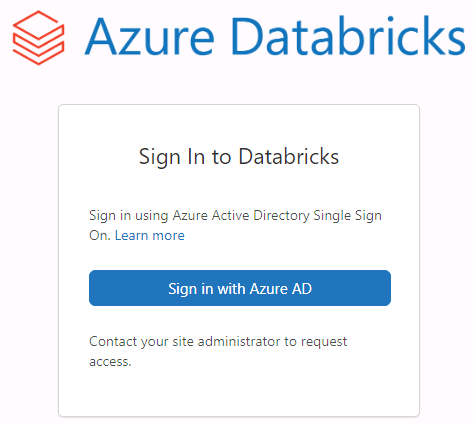 Azure Databricks
Sign In to Databricks
Sign in using Azure Active Directory Single Sign
On. Learn more
Sign in with Azure AD
Contact your site administrator to request
access.